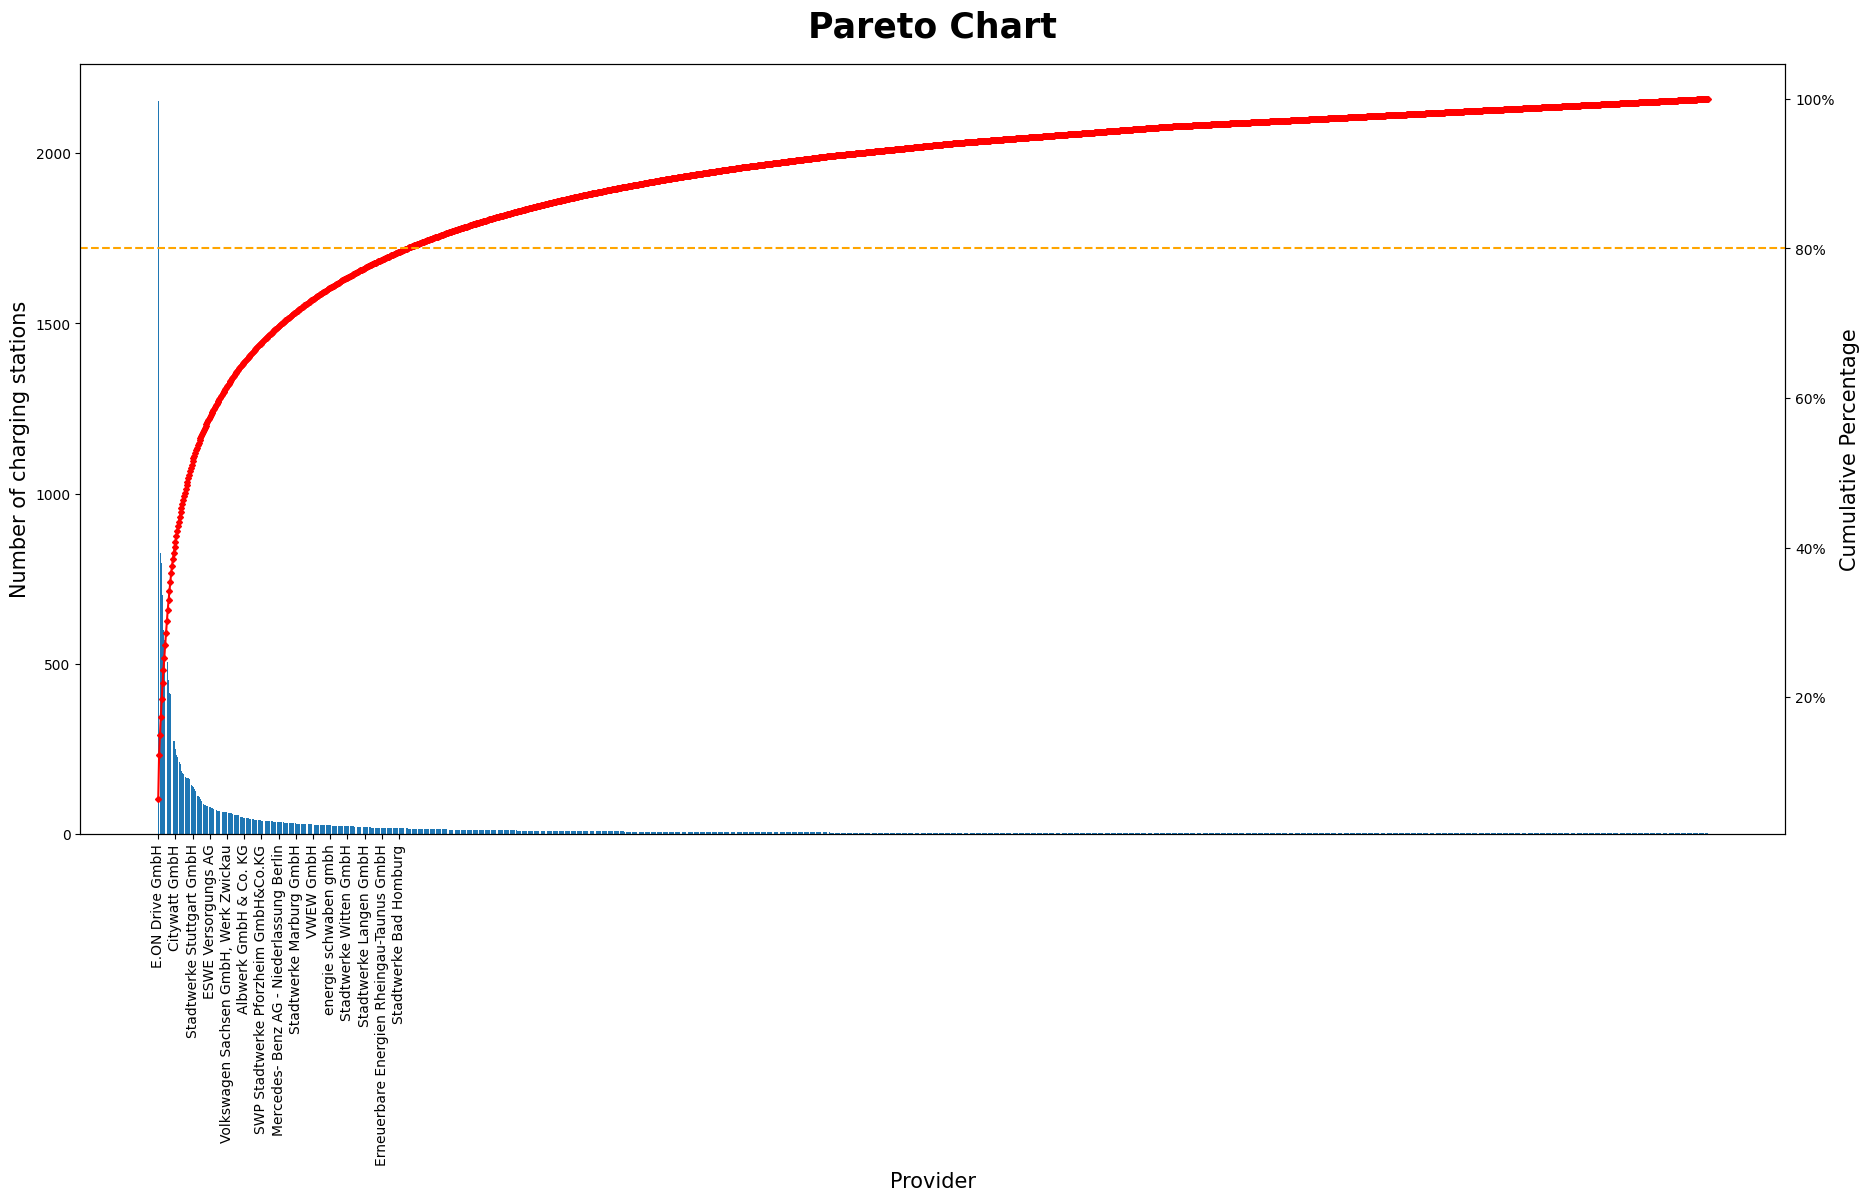 Pareto Chart
Number of charging stations
2000
1500
1000
500
0
100%
80%
60%
40%
20%
Cumulative Percentage
E.ON Drive GmbH
Citywatt GmbH
Stadtwerke Stuttgart GmbH
ESWE Versorgungs AG
Volkswagen Sachsen GmbH, Werk Zwickau
Albwerk GmbH & Co. KG
SWP Stadtwerke Pforzheim GmbH&Co.KG
Mercedes- Benz AG - Niederlassung Berlin
Stadtwerke Marburg GmbH
VWEW GmbH
energie schwaben gmbh
Stadtwerke Witten GmbH
Stadtwerke Langen GmbH
Erneuerbare Energien Rheingau-Taunus GmbH
Stadtwerke Bad Homburg
Provider